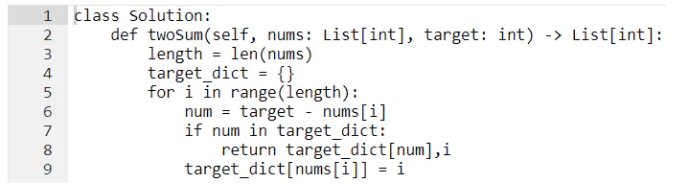 1 class Solution:
2     def twoSum(self, nums: List[int], target: int) -> List[int]:
3         length = len(nums)
4         target_dict = {}
5         for i in range(length):
6             num = target - nums[i]
7             if num in target_dict:
8                 return target_dict[num],i
9             target_dict[nums[i]] = i